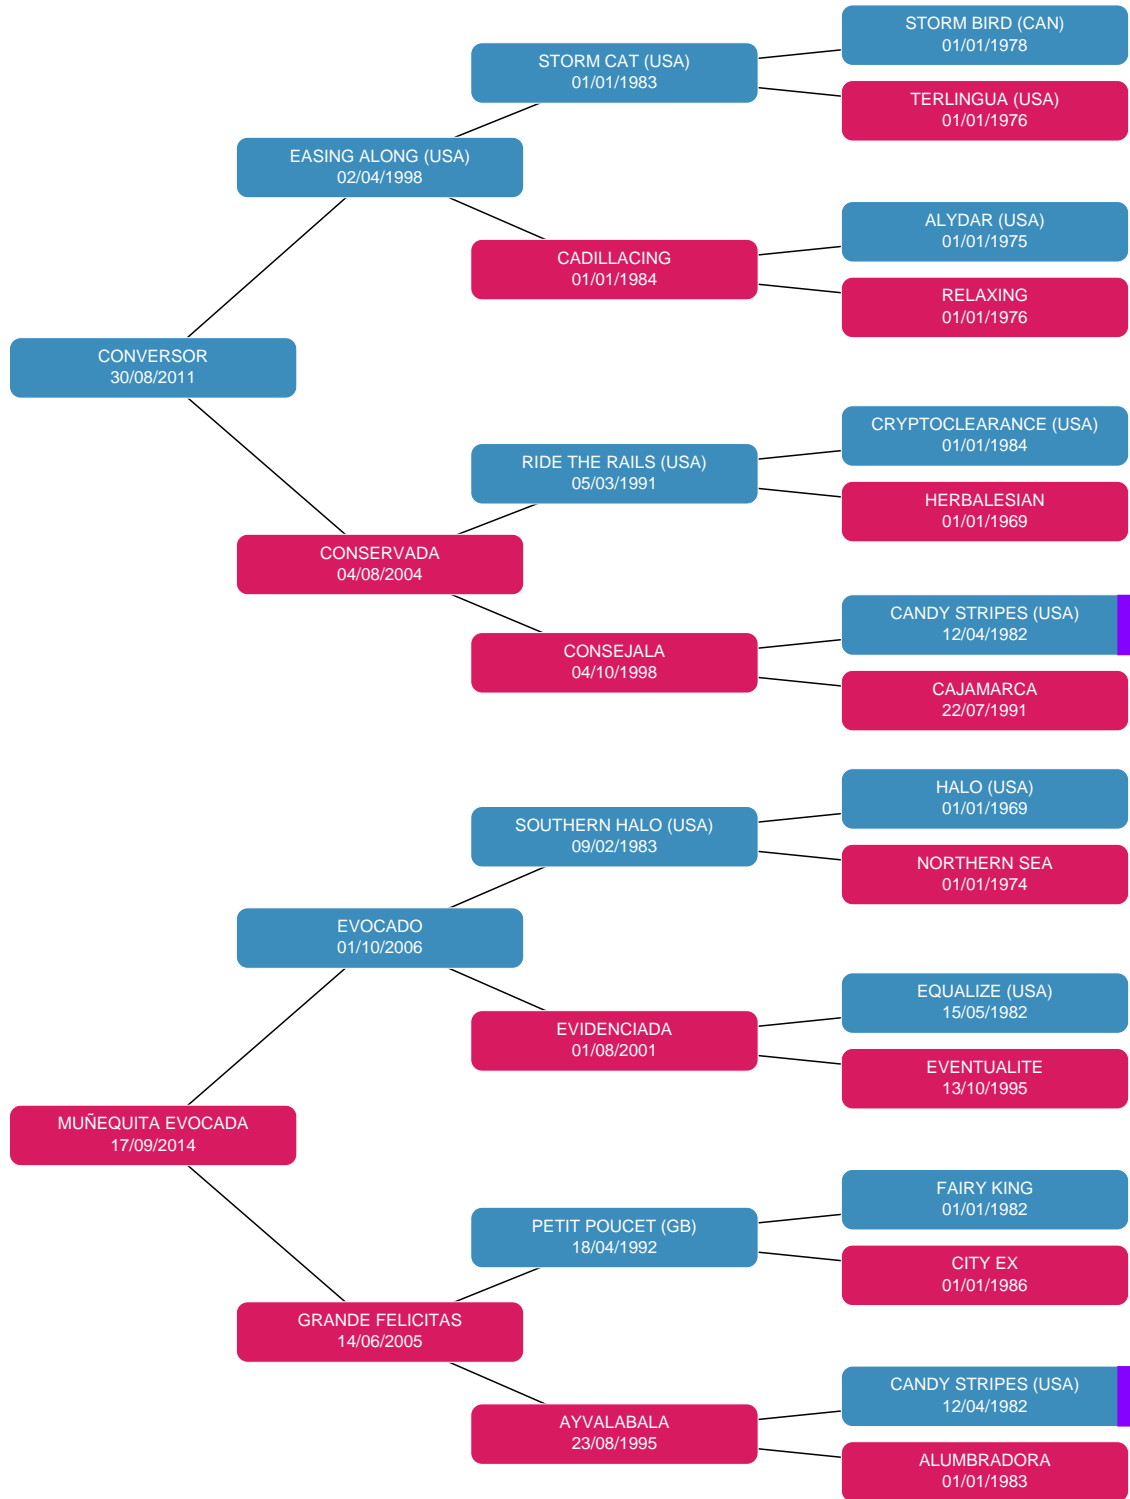 STORM BIRD (CAN)
01/01/1978
STORM CAT (USA)
01/01/1983
TERLINGUA (USA)
01/01/1976
EASING ALONG (USA)
02/04/1998
ALYDAR (USA)
01/01/1975
CADILLACING
01/01/1984
RELAXING
01/01/1976
CONVERSOR
30/08/2011
CRYPTOCLEARANCE (USA)
01/01/1984
RIDE THE RAILS (USA)
05/03/1991
HERBALESIAN
01/01/1969
CONSERVADA
04/08/2004
CANDY STRIPES (USA)
12/04/1982
CONSEJALA
04/10/1998
CAJAMARCA
22/07/1991
HALO (USA)
01/01/1969
SOUTHERN HALO (USA)
09/02/1983
NORTHERN SEA
01/01/1974
EVOCADO
01/10/2006
EQUALIZE (USA)
15/05/1982
EVIDENCIADA
01/08/2001
EVENTUALITE
13/10/1995
MUÑEQUITA EVOCADA
17/09/2014
FAIRY KING
01/01/1982
PETIT POUCET (GB)
18/04/1992
CITY EX
01/01/1986
GRANDE FELICITAS
14/06/2005
CANDY STRIPES (USA)
12/04/1982
AYVALABALA
23/08/1995
ALUMBRADORA
01/01/1983